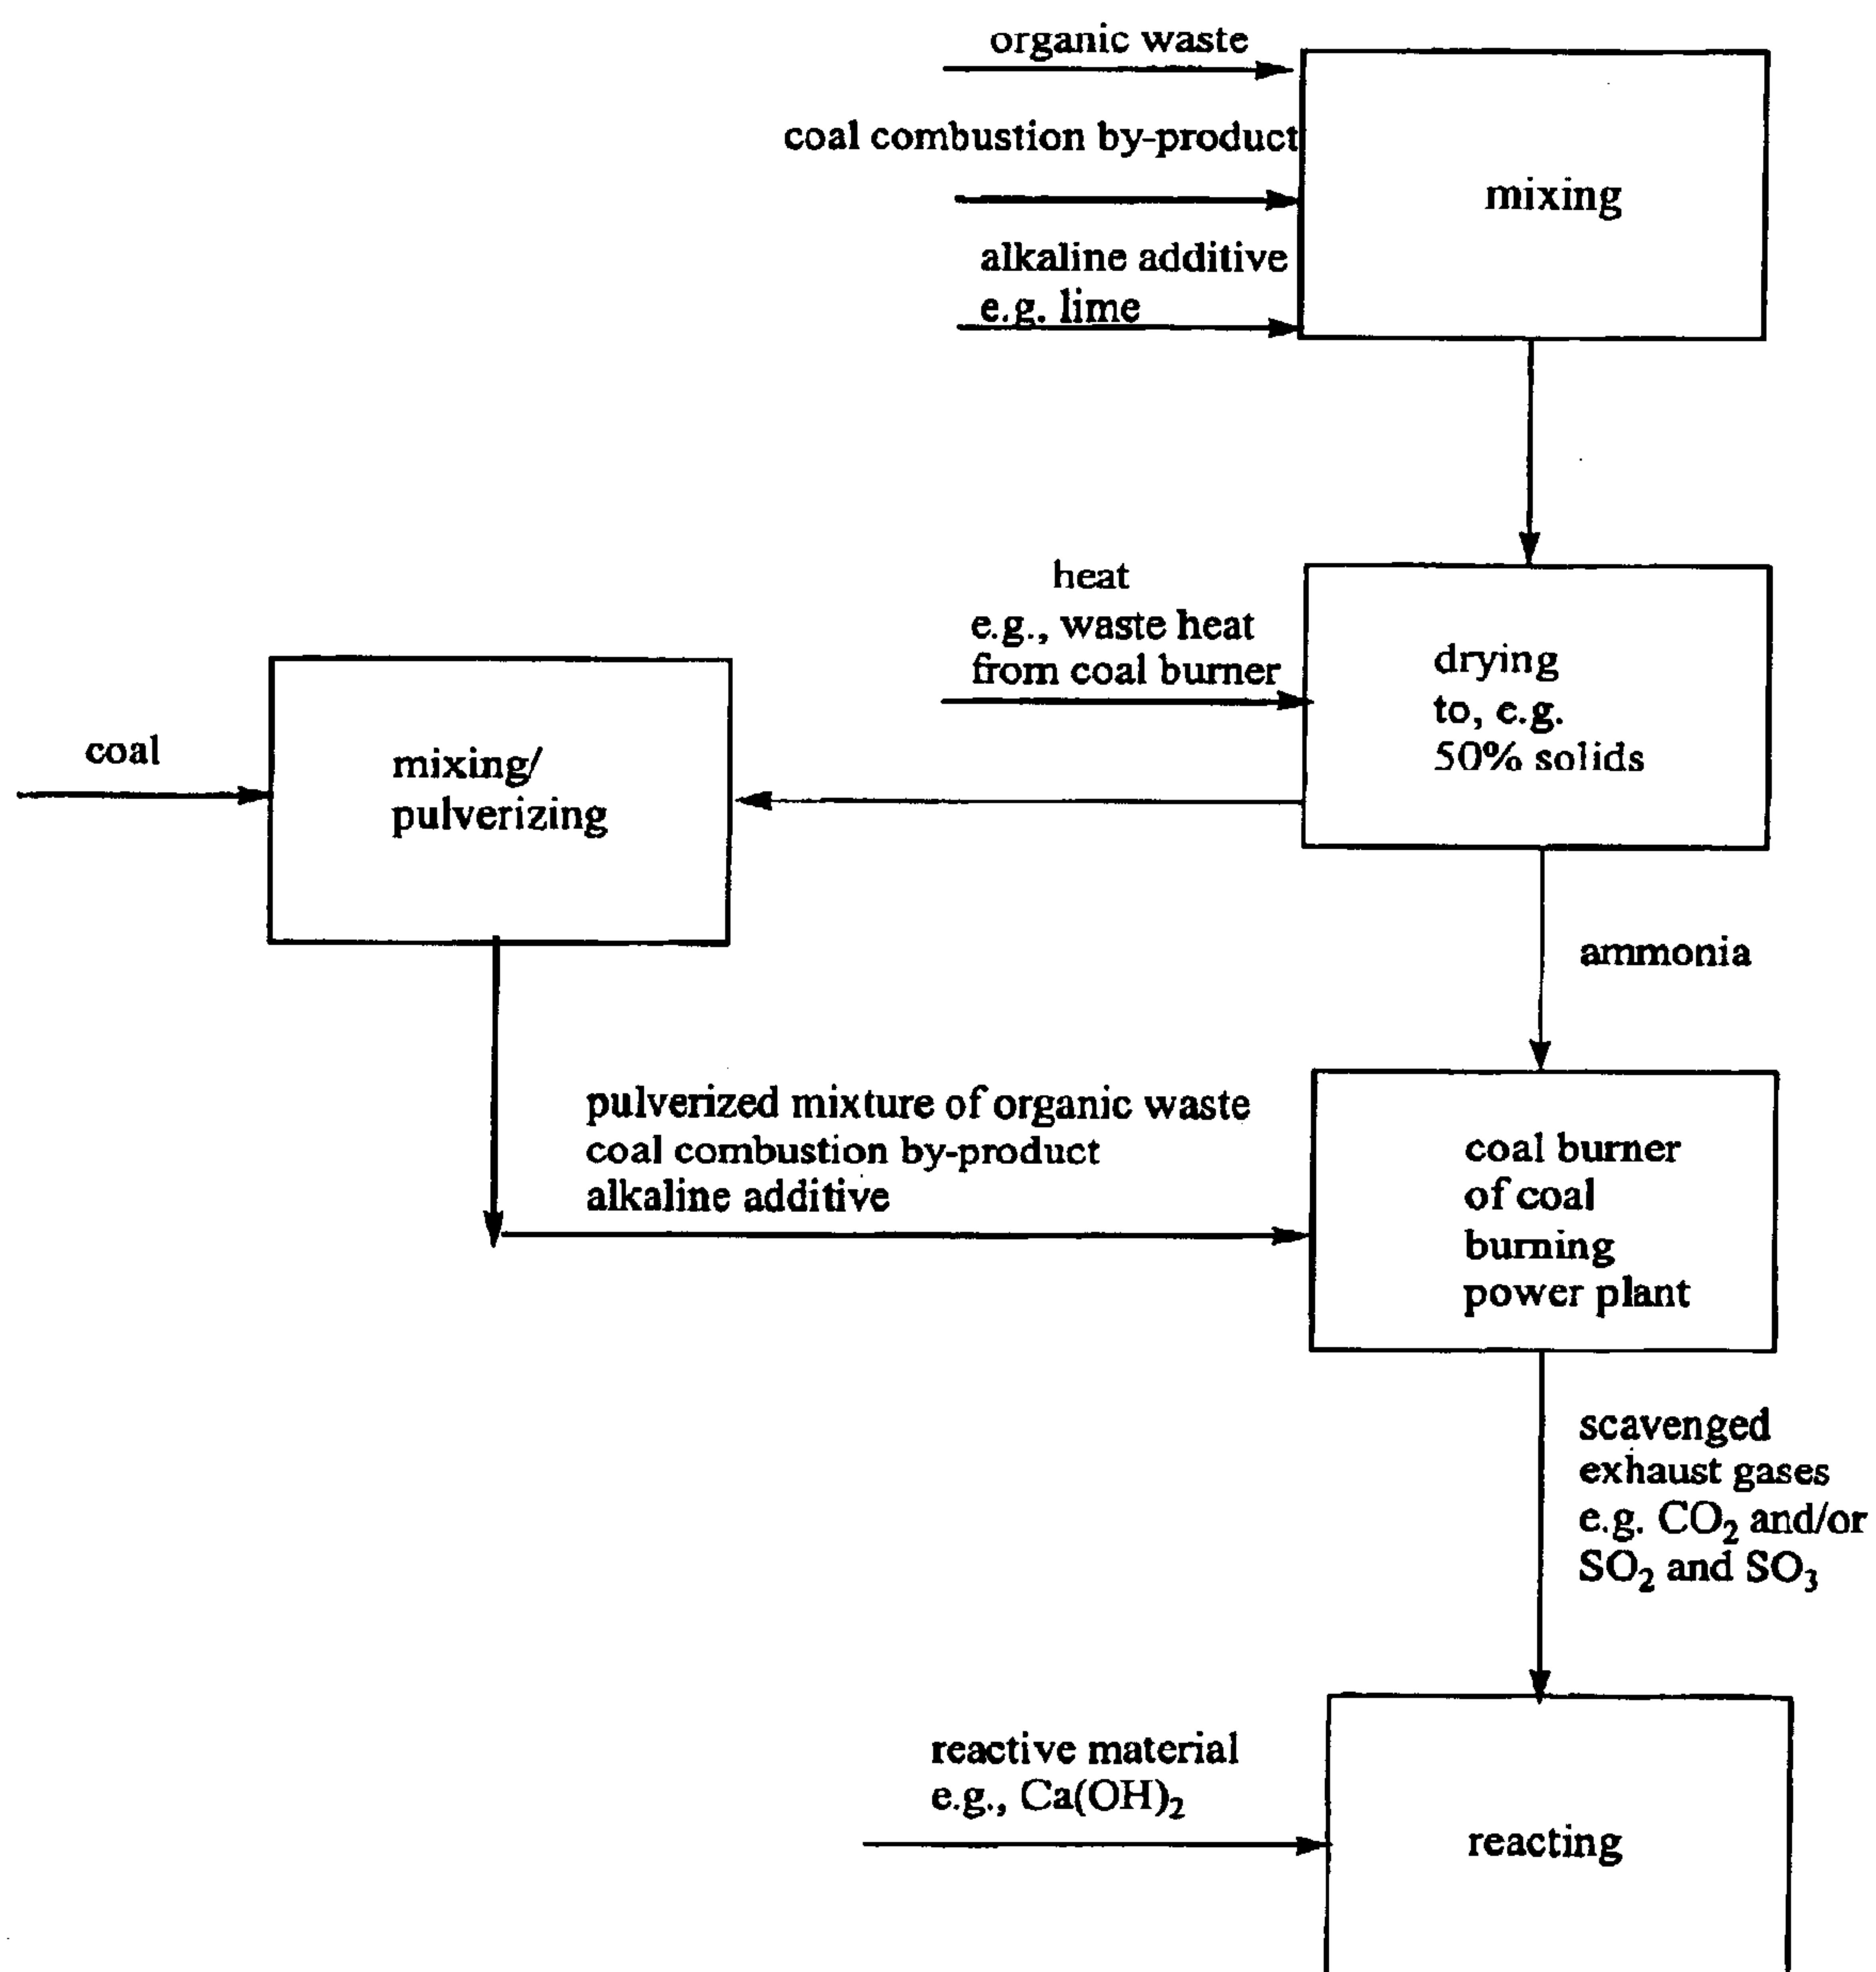 organic waste
coal combustion by-product
mixing
alkaline additive
e.g. lime
heat
e.g., waste heat
from coal burner
drying
to, e.g.
50% solids
coal
mixing/
pulverizing
ammonia
pulverized mixture of organic waste
coal combustion by-product
alkaline additive
coal burner
of coal
burning
power plant
scavenged
exhaust gases
e.g. CO₂ and/or
SO₂ and SO₃
reactive material
e.g., Ca(OH)₂
reacting